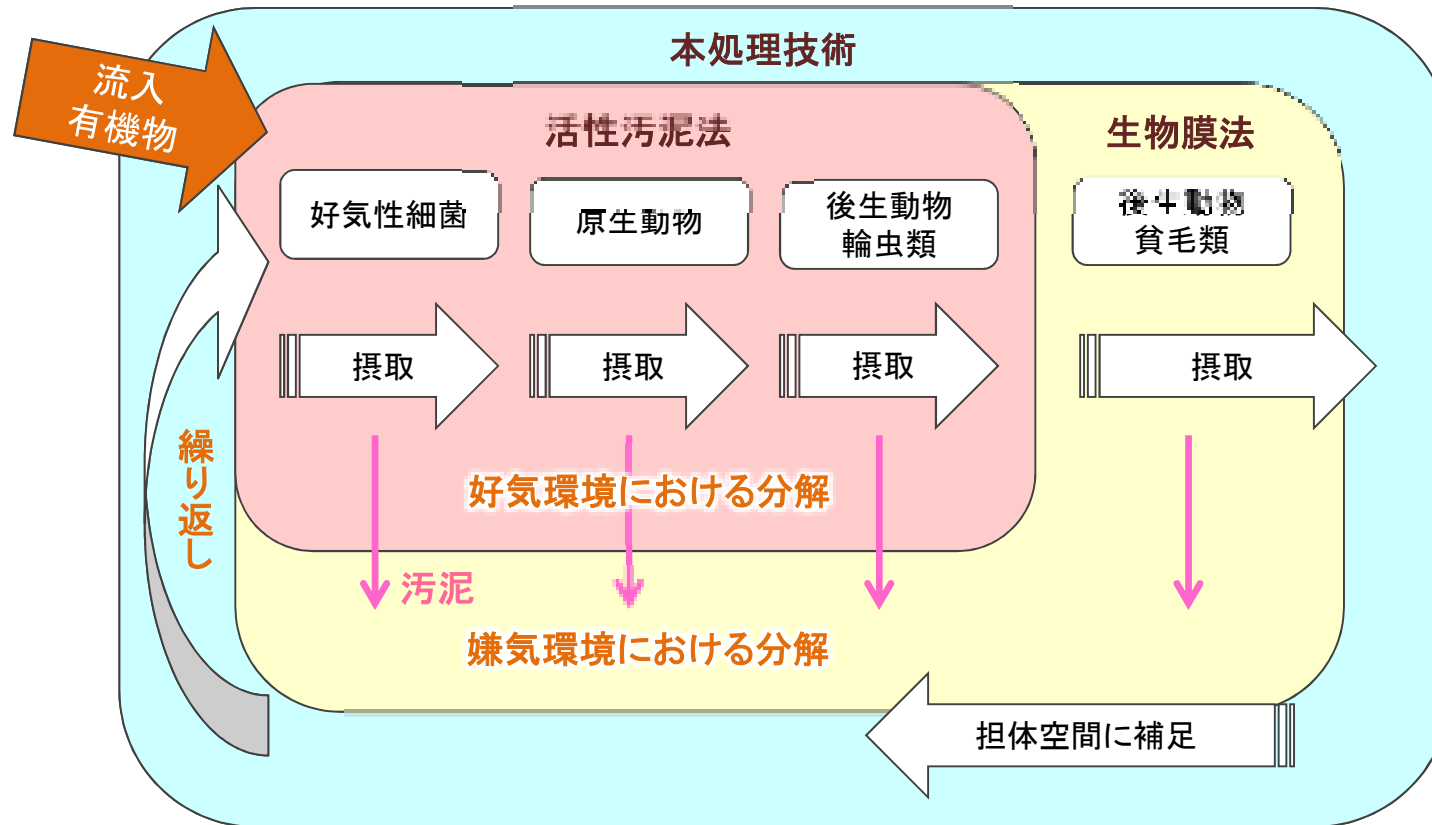 本処理技術
流入
有機物
活性汚泥法
生物膜法
好気性細菌
原生動物
後生動物
輪虫類
後生動物
貧毛類
摂取
摂取
摂取
摂取
繰り返し
好気環境における分解
汚泥
嫌気環境における分解
担体空間に補足